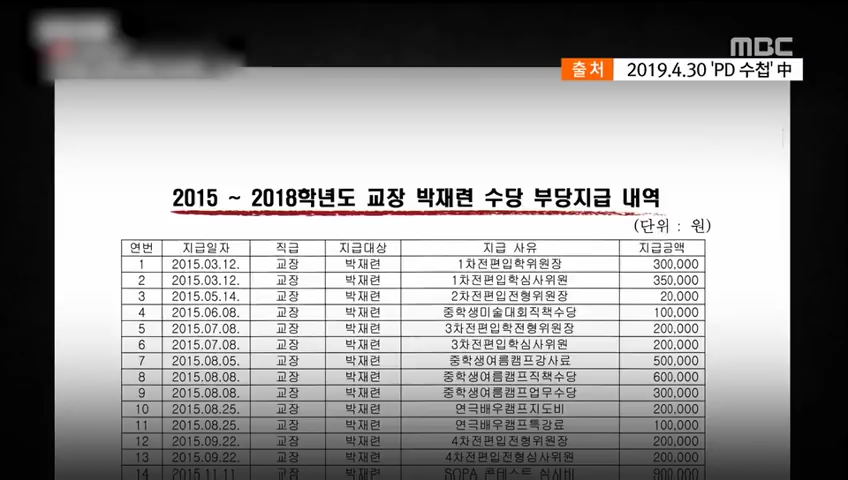 MBC
출처 2019.4.30 'PD 수첩' 中
2015 ~ 2018학년도 교장 박재련 수당 부당지급 내역
(단위 : 원)
연번 지급일자 직급 지급대상 지급 사유 지급금액
1 2015.03.12. 교장 박재련 1차전편입학위원장 300,000
2 2015.03.12. 교장 박재련 1차전편입학심사위원 350,000
3 2015.05.14. 교장 박재련 2차편입전형위원장 20,000
4 2015.06.08. 교장 박재련 중학생미술대회직책수당 100,000
5 2015.07.08. 교장 박재련 3차전편입학전형위원장 200,000
6 2015.07.08. 교장 박재련 3차전편입학심사위원 200,000
7 2015.08.05. 교장 박재련 중학생여름캠프강사료 500,000
8 2015.08.08. 교장 박재련 중학생여름캠프직책수당 600,000
9 2015.08.08. 교장 박재련 중학생여름캠프업무수당 300,000
10 2015.08.25. 교장 박재련 연극배우캠프지도비 200,000
11 2015.08.25. 교장 박재련 연극배우캠프특강료 100,000
12 2015.09.22. 교장 박재련 4차편입전형위원장 200,000
13 2015.09.22. 교장 박재련 4차편입전형심사위원 200,000
14 2015.11.11. 교장 박재련 SOPA 콘테스트 심사비 900,000